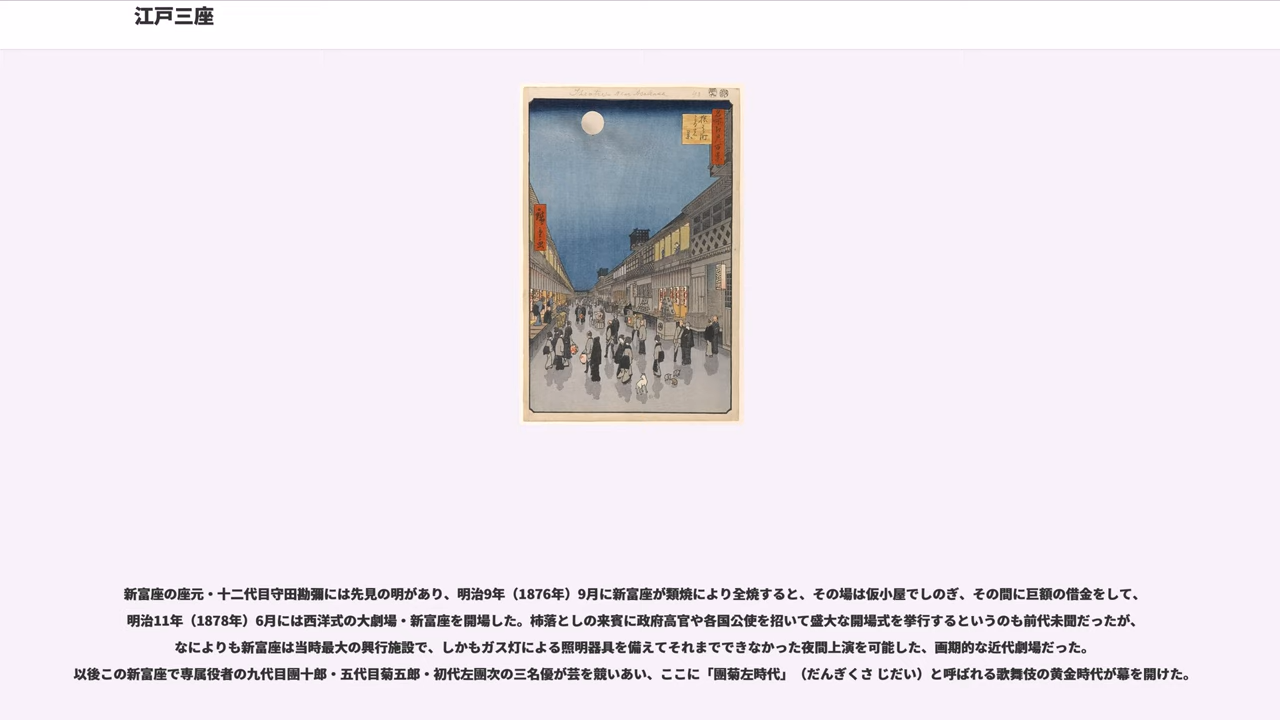 江戸三座
新富座の座元・十二代目守田勘彌には先見の明があり、明治9年（1876年）9月に新富座が類焼により全焼すると、その場は仮小屋でしのぎ、その間に巨額の借金をして、
明治11年（1878年）6月には西洋式の大劇場・新富座を開場した。杮落としの来賓に政府高官や各国公使を招いて盛大な開場式を挙行するというのも前代未聞だったが、
なによりも新富座は当時最大の興行施設で、しかもガス灯による照明器具を備えてそれまでできなかった夜間上演を可能した、画期的な近代劇場だった。
以後この新富座で専属役者の九代目團十郎・五代目菊五郎・初代左團次の三名優が芸を競いあい、ここに「團菊左時代」（だんぎくさ じだい）と呼ばれる歌舞伎の黄金時代が幕を開けた。